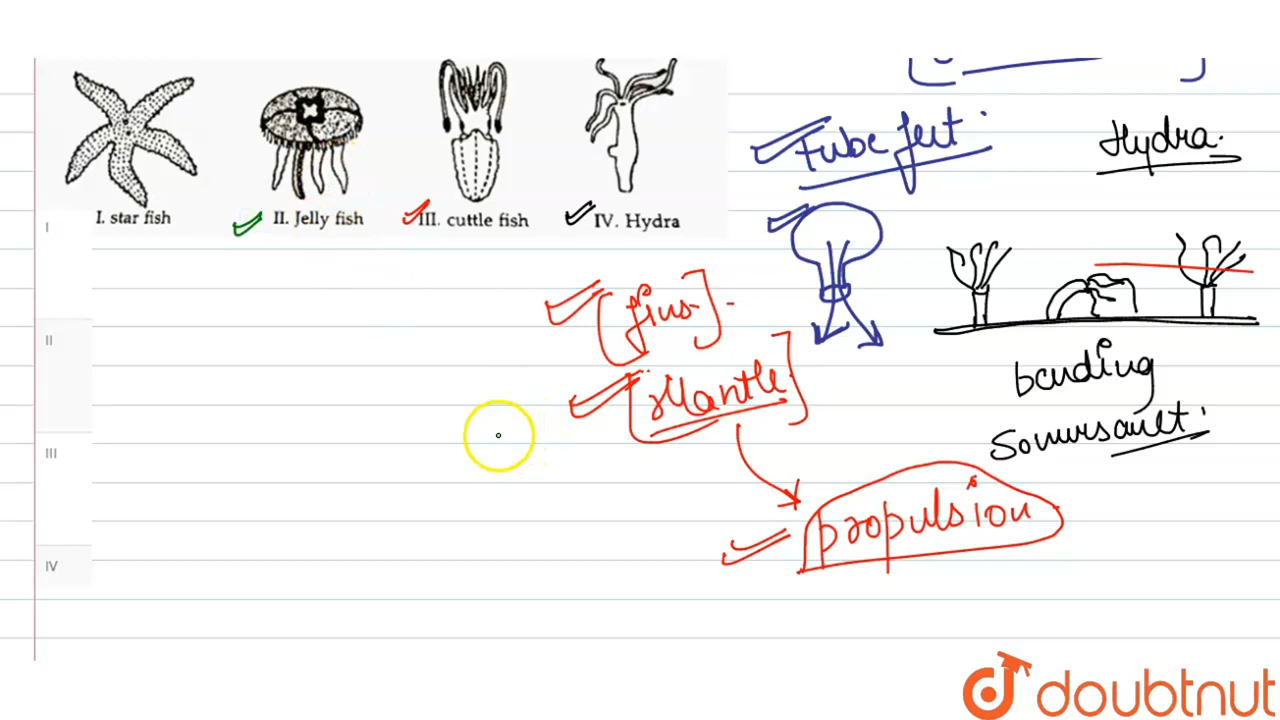 Tube feet
Hydra.
I. star fish
II. Jelly fish
III. cuttle fish
IV. Hydra
I
[fins]
II
[Mantle]
bending
Somersault
III
propulsion
IV
doubtnut